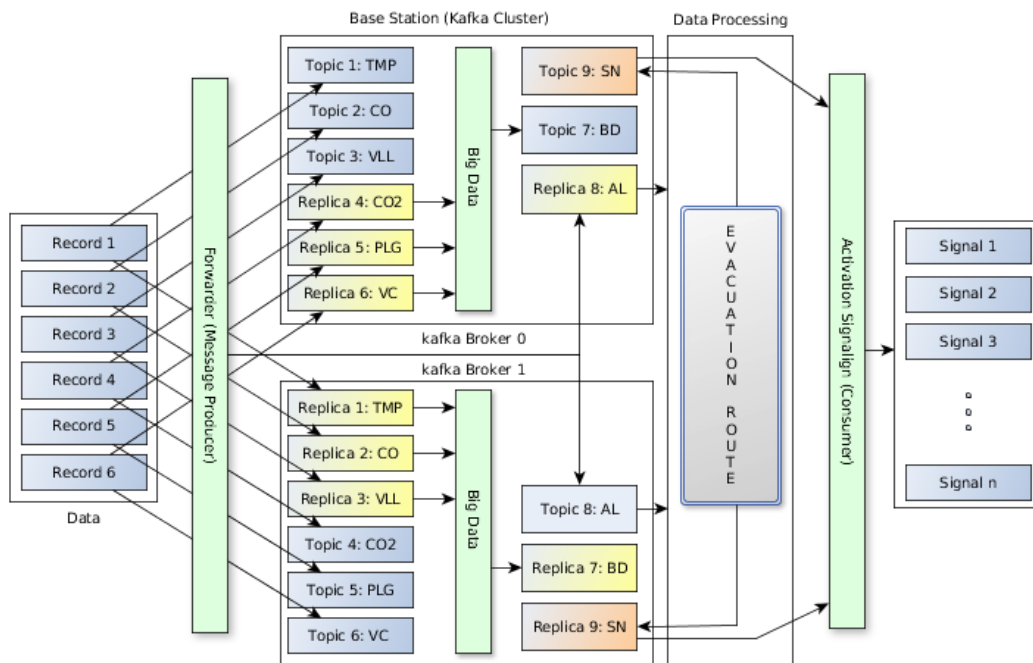 Base Station (Kafka Cluster)
Data Processing
Topic 1: TMP
Topic 2: CO
Topic 3: VLL
Replica 4: CO2
Replica 5: PLG
Replica 6: VC
Big Data
Topic 9: SN
Topic 7: BD
Replica 8: AL
kafka Broker 0
kafka Broker 1
Record 1
Record 2
Record 3
Record 4
Record 5
Record 6
Data
Forwarder (Message Producer)
Replica 1: TMP
Replica 2: CO
Replica 3: VLL
Topic 4: CO2
Topic 5: PLG
Topic 6: VC
Big Data
Topic 8: AL
Replica 7: BD
Replica 9: SN
EVACUATION ROUTE
Activation Signalign (Consumer)
Signal 1
Signal 2
Signal 3
Signal n